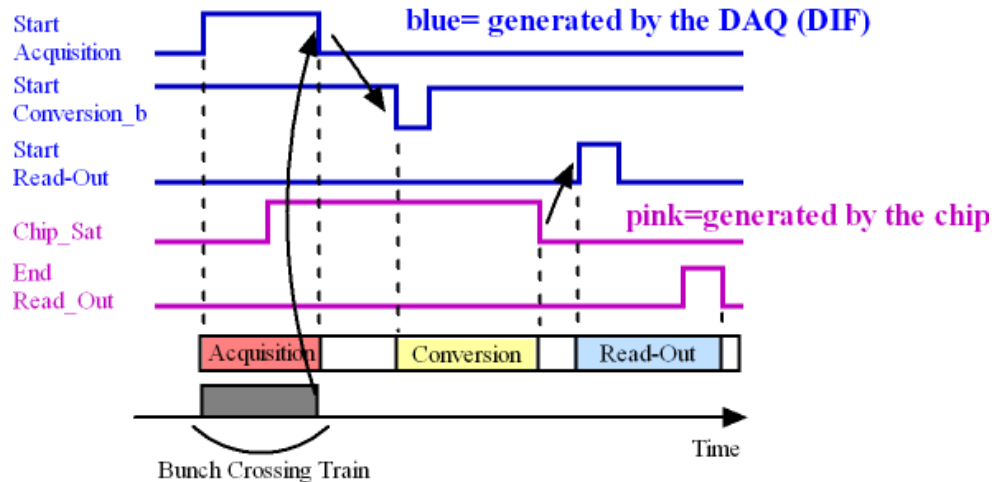 Start
Acquisition
blue= generated by the DAQ (DIF)
Start
Conversion_b
Start
Read-Out
pink=generated by the chip
Chip_Sat
End
Read_Out
Acquisition
Conversion
Read-Out
Time
Bunch Crossing Train